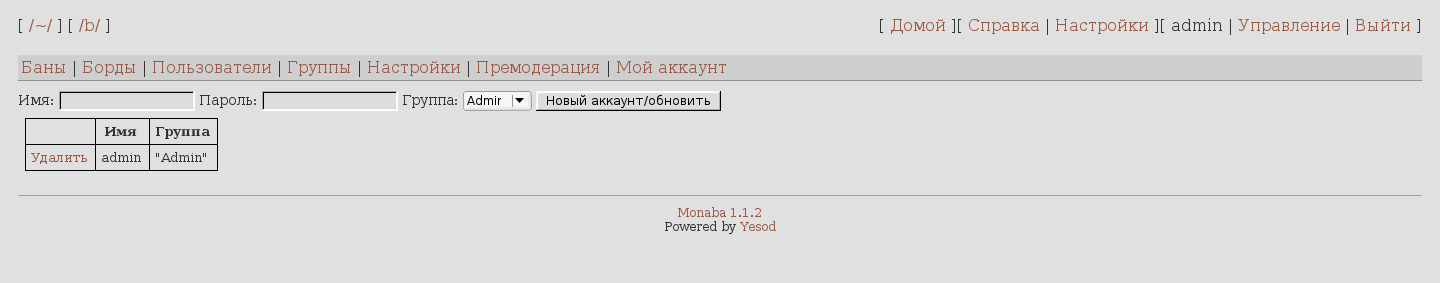 [ /~/ ] [ /b/ ] [ Домой ][ Справка | Настройки ][ admin | Управление | Выйти ]
Баны | Борды | Пользователи | Группы | Настройки | Премодерация | Мой аккаунт
Имя: Пароль: Группа: Admin Новый аккаунт/обновить
Имя Группа
Удалить admin "Admin"
Monaba 1.1.2
Powered by Yesod